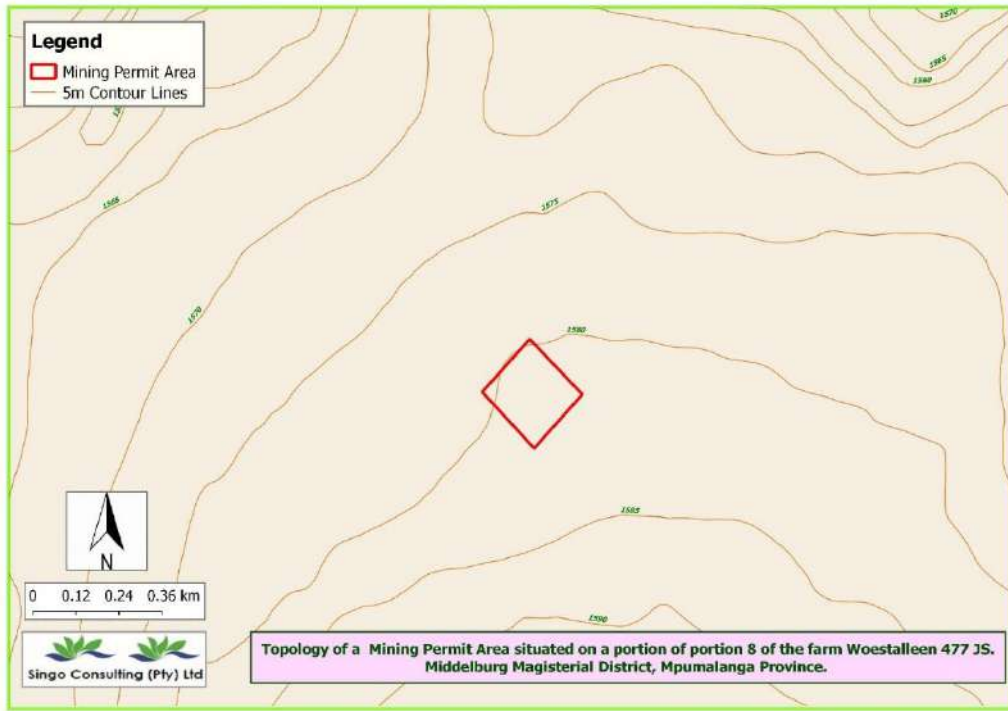 Legend
Mining Permit Area
5m Contour Lines
1570
1565
1560
1565
1575
1570
1580
1585
1590
N
0 0.12 0.24 0.36 km
Singo Consulting (Pty) Ltd
Topology of a Mining Permit Area situated on a portion of portion 8 of the farm Woestalleen 477 JS.
Middelburg Magisterial District, Mpumalanga Province.